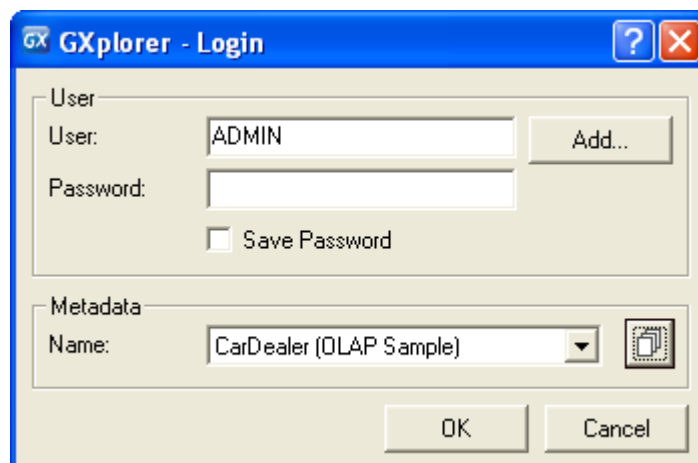 GX GXplorer - Login ?
User
User: ADMIN Add...
Password:
Save Password
Metadata
Name: CarDealer (OLAP Sample)
OK Cancel